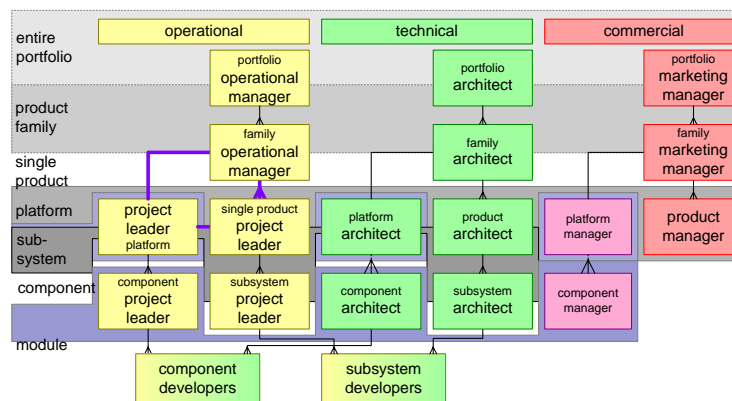 operational
technical
commercial
entire
portfolio
portfolio
operational
manager
portfolio
architect
portfolio
marketing
manager
product
family
family
operational
manager
family
architect
family
marketing
manager
single
product
platform
project
leader
platform
single product
project
leader
platform
architect
product
architect
platform
manager
product
manager
sub-
system
component
component
project
leader
subsystem
project
leader
component
architect
subsystem
architect
component
manager
module
component
developers
subsystem
developers